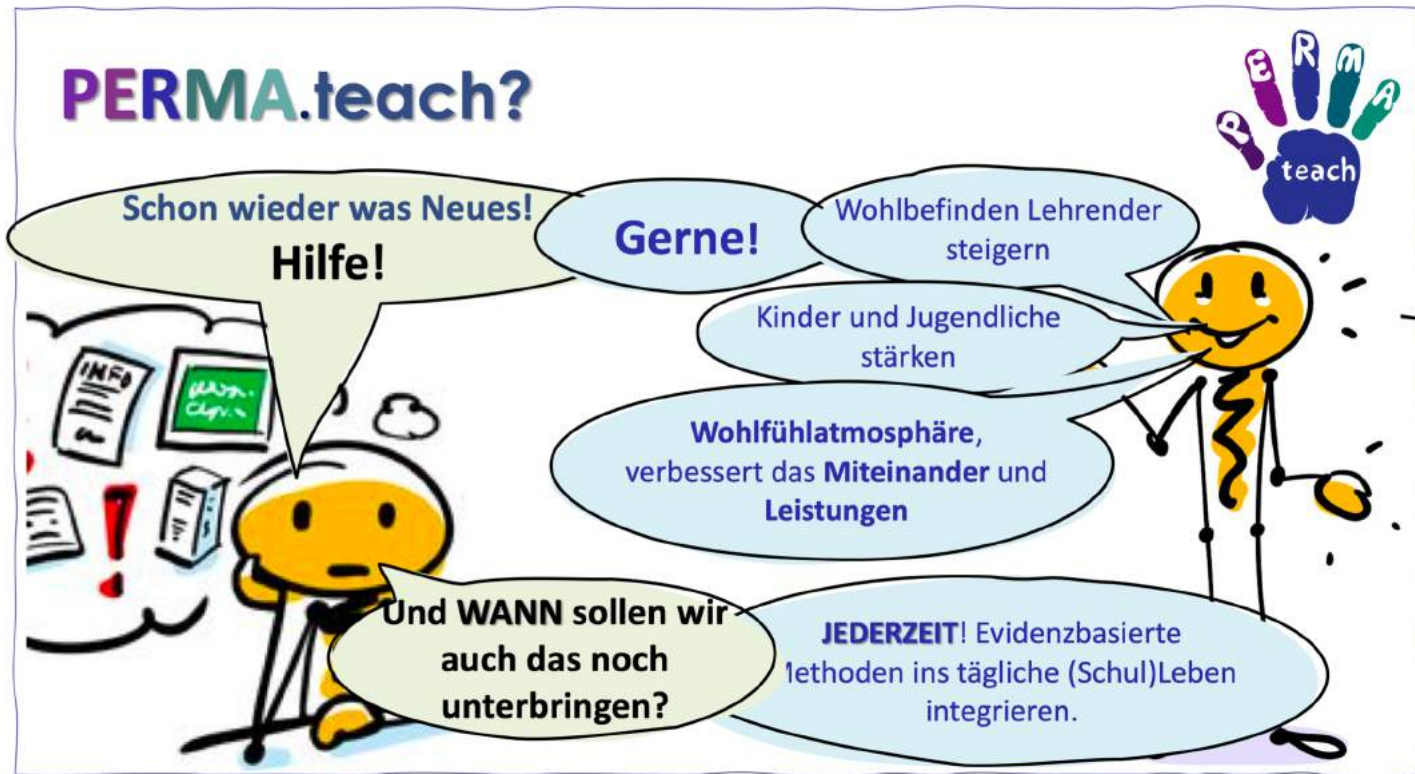 PERMA.teach?
P E R M A
teach
Schon wieder was Neues!
Hilfe!
Gerne!
Wohlbefinden Lehrender
steigern
Kinder und Jugendliche
stärken
Wohlfühlatmosphäre,
verbessert das Miteinander und
Leistungen
INFO
!
Und WANN sollen wir
auch das noch
unterbringen?
JEDERZEIT! Evidenzbasierte
ethoden ins tägliche (Schul)Leben
integrieren.